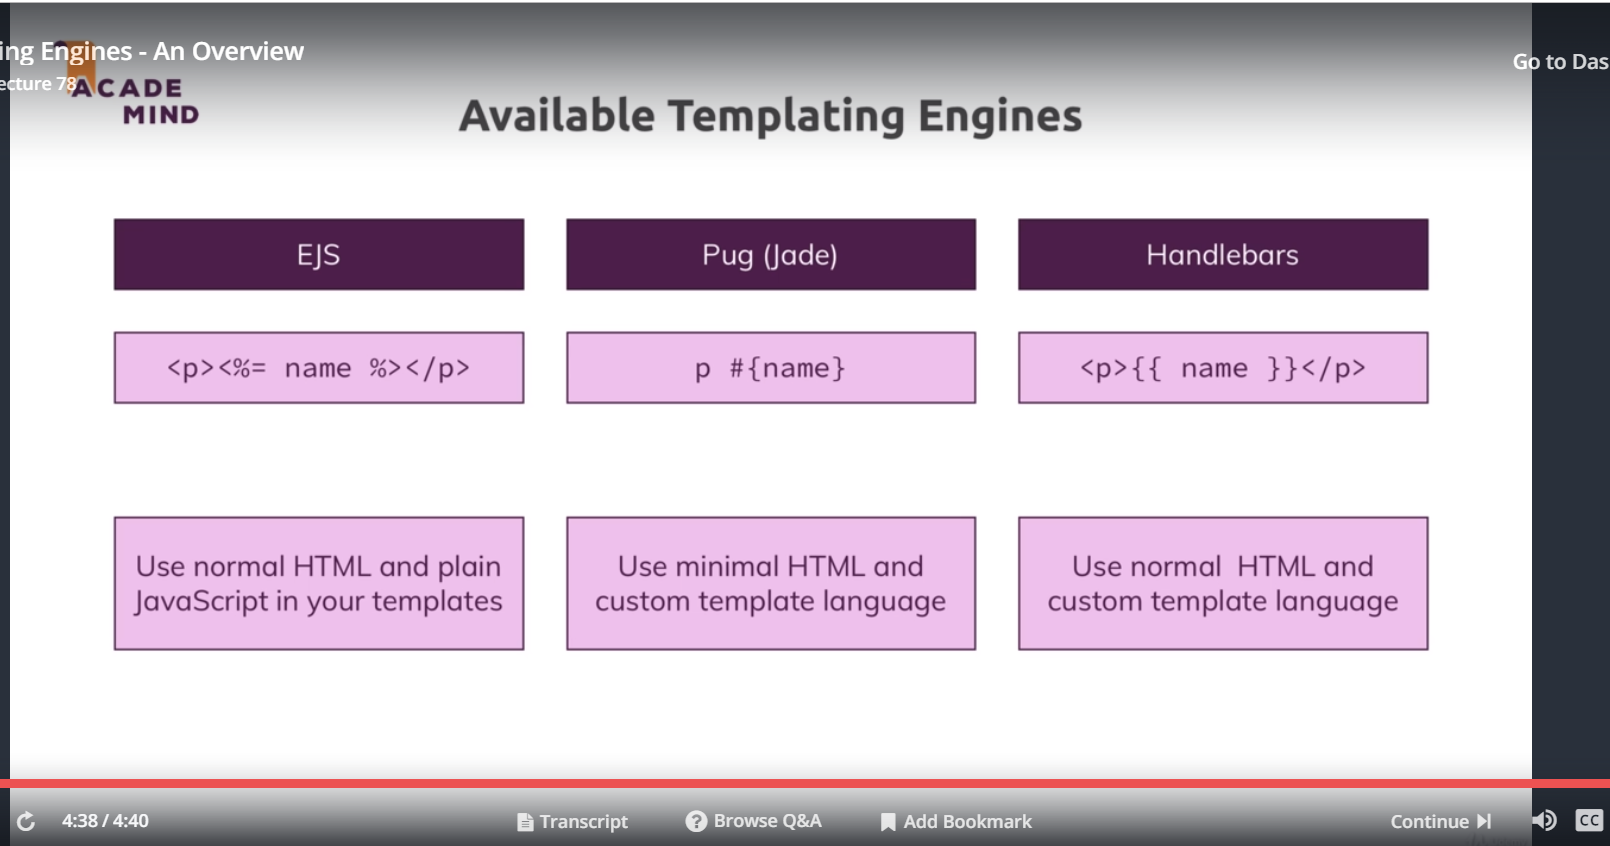 ing Engines - An Overview
ecture 78
Go to Das
ACADE
MIND
Available Templating Engines
EJS
Pug (Jade)
Handlebars
<p><%= name %></p>
p #{name}
<p>{{ name }}</p>
Use normal HTML and plain
JavaScript in your templates
Use minimal HTML and
custom template language
Use normal  HTML and
custom template language
4:38 / 4:40
Transcript
? Browse Q&A
Add Bookmark
Continue
CC